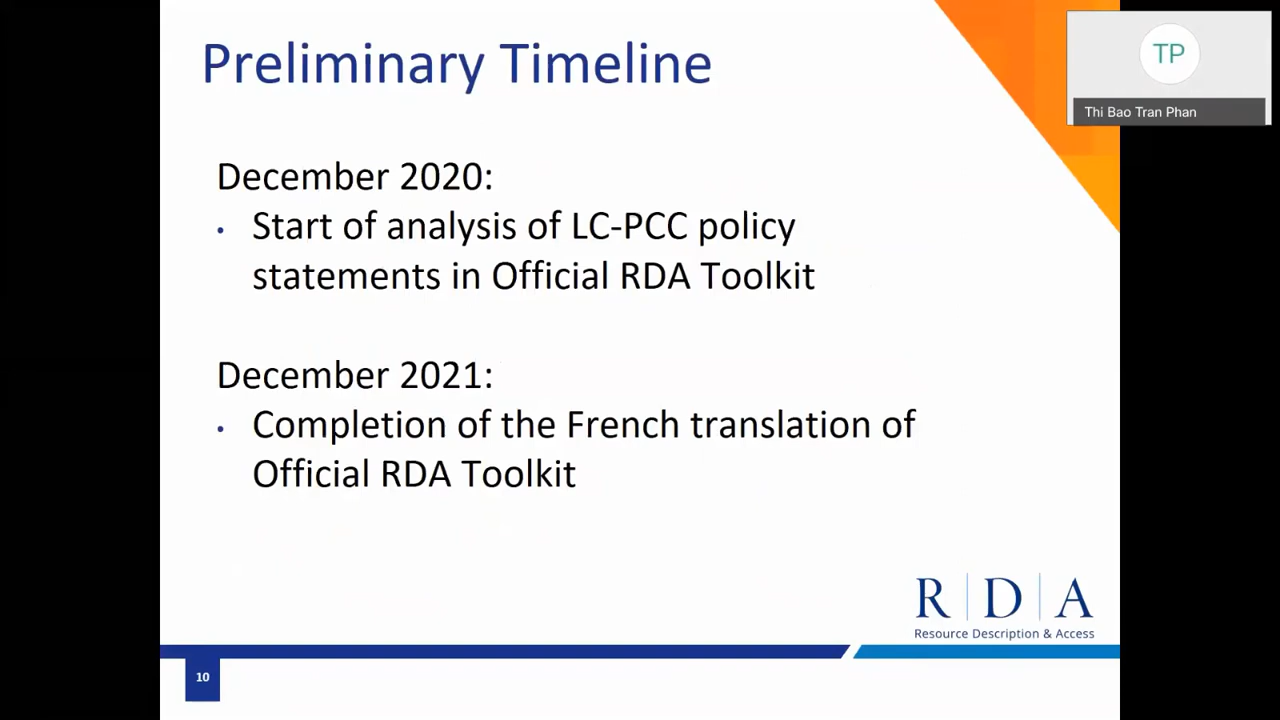 Preliminary Timeline
TP
Thi Bao Tran Phan
December 2020:
• Start of analysis of LC-PCC policy
statements in Official RDA Toolkit
December 2021:
• Completion of the French translation of
Official RDA Toolkit
R|D|A
Resource Description & Access
10